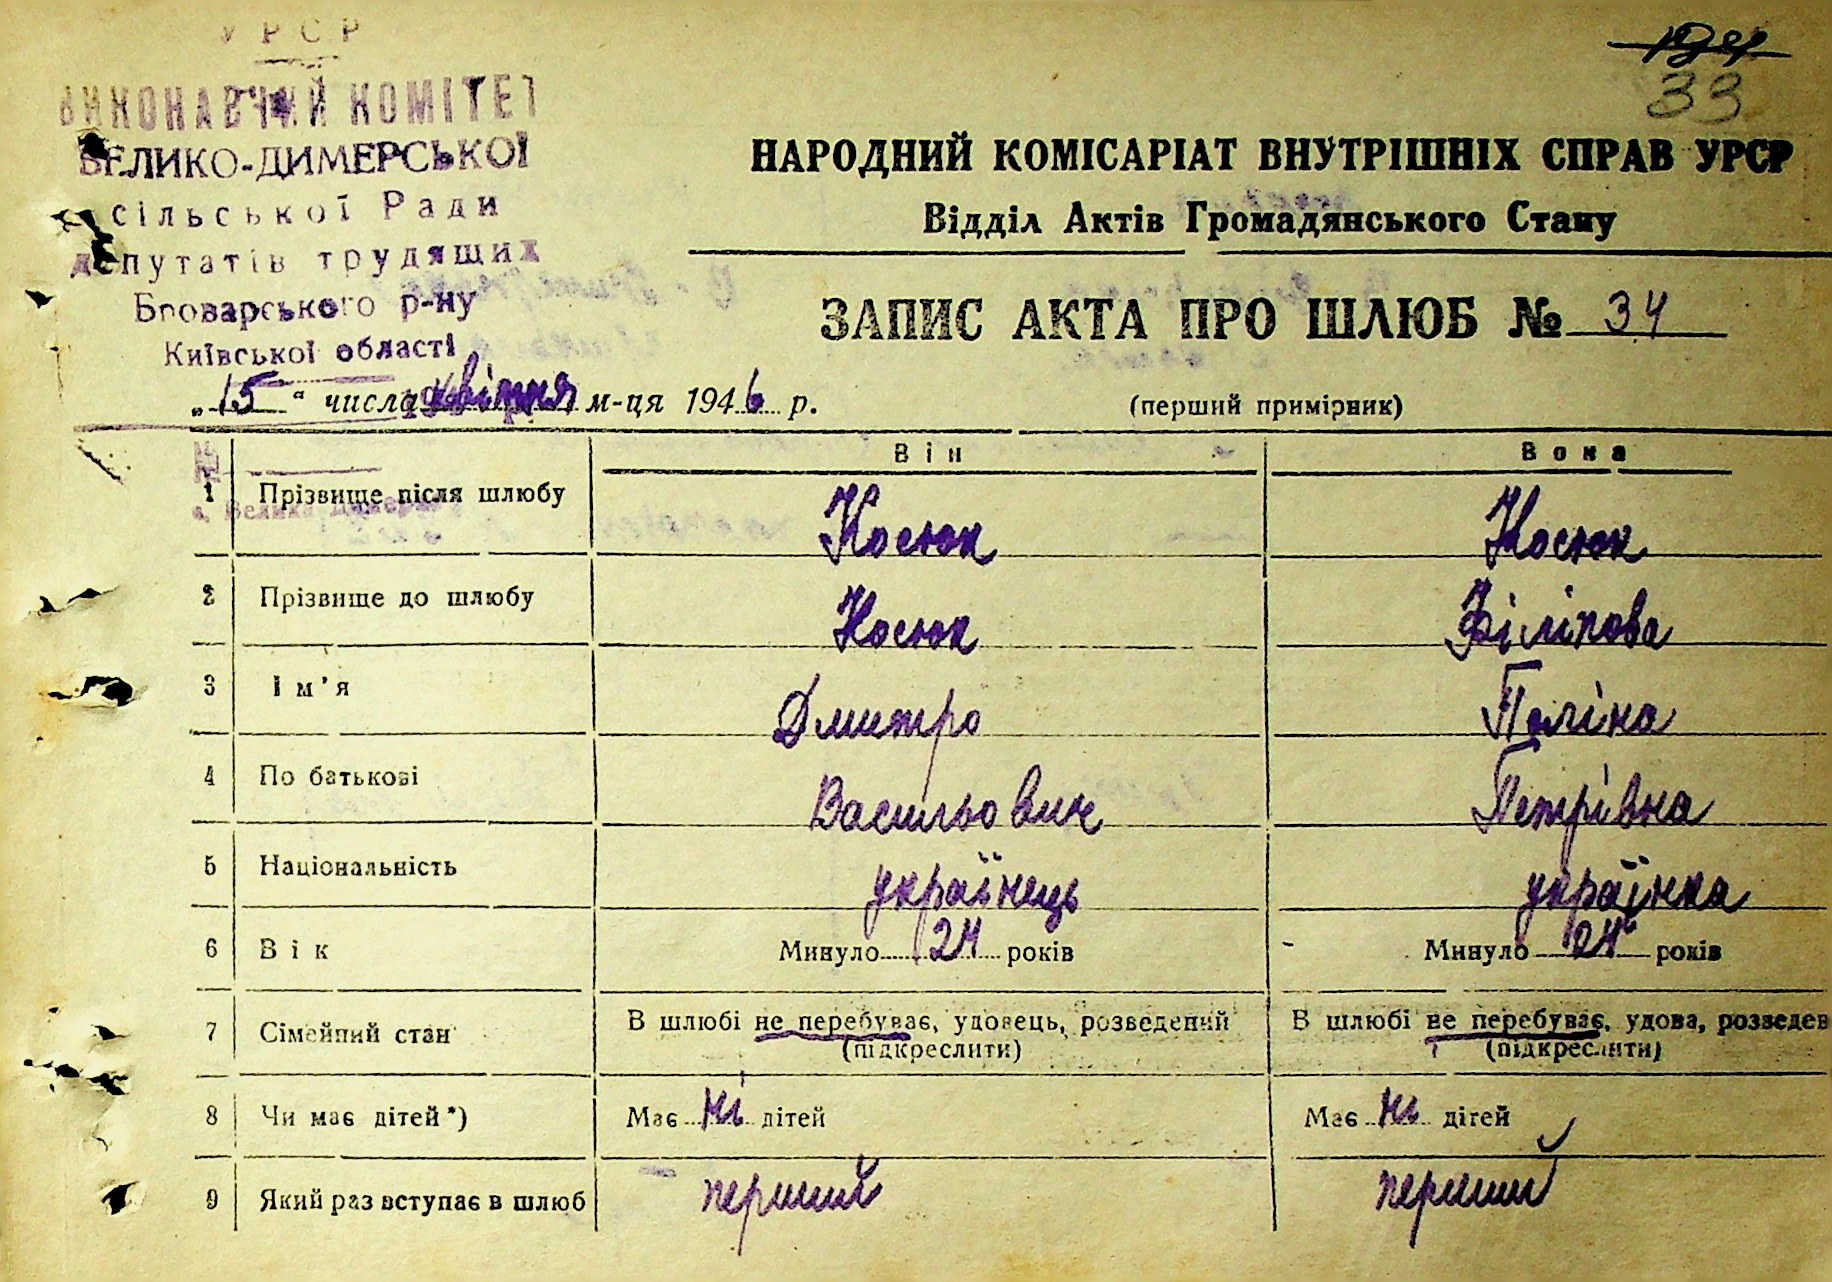 УРСР
ВИКОНАВЧИЙ КОМІТЕТ
ВЕЛИКО-ДИМЕРСЬКОЇ
сільської Ради
депутатів трудящих
Броварського р-ну
Київської області
33
НАРОДНИЙ КОМІСАРІАТ ВНУТРІШНІХ СПРАВ УРСР
Відділ Актів Громадянського Стану
ЗАПИС АКТА ПРО ШЛЮБ № 34
„15“ числа квітня м-ця 1946 р.
(перший примірник)
Він Вона
1 Прізвище після шлюбу Косюк Косюк
с. Велика Димерка
2 Прізвище до шлюбу Косюк Філіпова
3 Ім'я Дмитро Поліна
4 По батькові Васильович Петрівна
5 Національність українець українка
6 Вік Минуло 24 років Минуло 24 років
7 Сімейний стан В шлюбі не перебуває, удовець, розведений В шлюбі не перебуває, удова, розведен
(підкреслити) (підкреслити)
8 Чи має дітей*) Має ні дітей Має ні дітей
9 Який раз вступає в шлюб перший перший